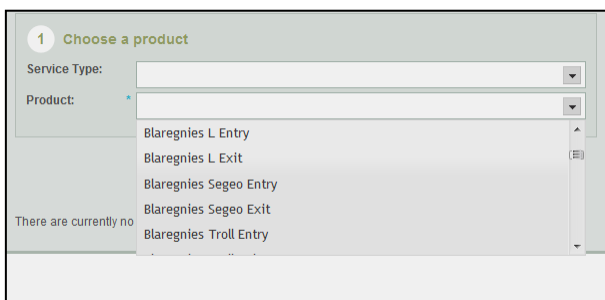 1 Choose a product
Service Type:
Product: *
Blaregnies L Entry
Blaregnies L Exit
Blaregnies Segeo Entry
Blaregnies Segeo Exit
Blaregnies Troll Entry
There are currently no